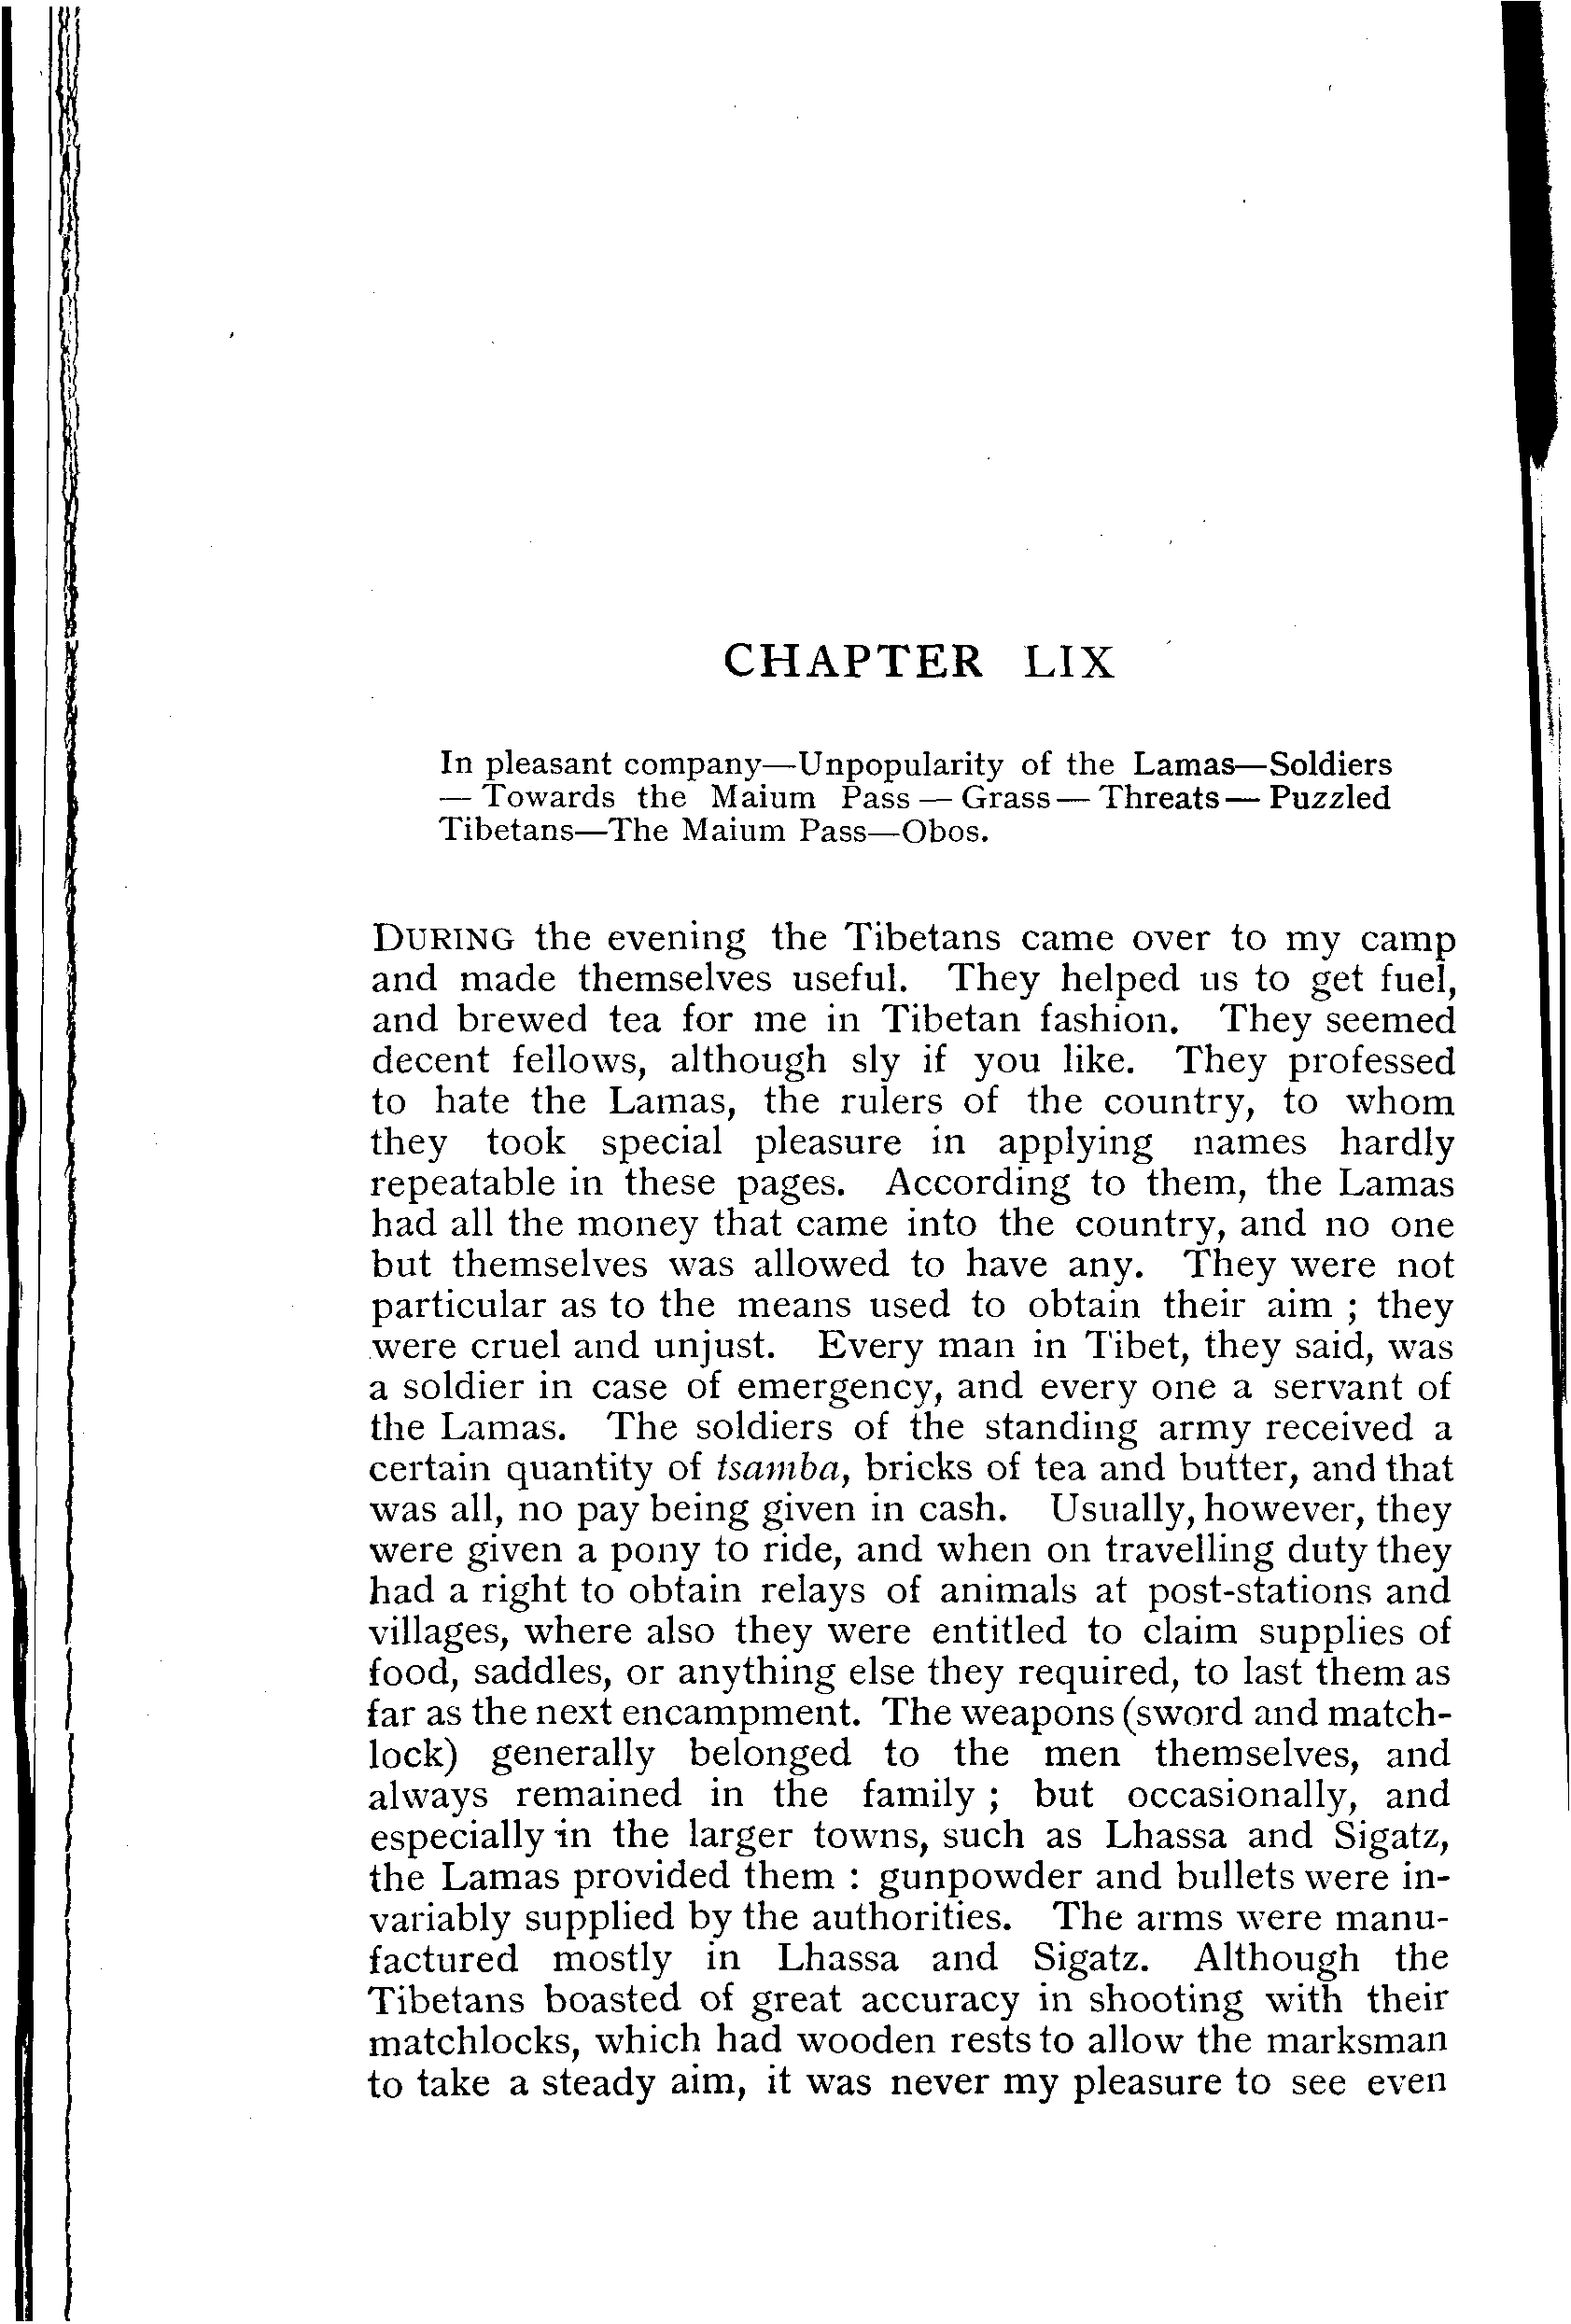 CHAPTER LIX
In pleasant company—Unpopularity of the Lamas—Soldiers
— Towards the Maium Pass — Grass — Threats — Puzzled
Tibetans—The Maium Pass—Obos.
DURING the evening the Tibetans came over to my camp
and made themselves useful. They helped us to get fuel,
and brewed tea for me in Tibetan fashion. They seemed
decent fellows, although sly if you like. They professed
to hate the Lamas, the rulers of the country, to whom
they took special pleasure in applying names hardly
repeatable in these pages. According to them, the Lamas
had all the money that came into the country, and no one
but themselves was allowed to have any. They were not
particular as to the means used to obtain their aim ; they
were cruel and unjust. Every man in Tibet, they said, was
a soldier in case of emergency, and every one a servant of
the Lamas. The soldiers of the standing army received a
certain quantity of tsamba, bricks of tea and butter, and that
was all, no pay being given in cash. Usually, however, they
were given a pony to ride, and when on travelling duty they
had a right to obtain relays of animals at post-stations and
villages, where also they were entitled to claim supplies of
food, saddles, or anything else they required, to last them as
far as the next encampment. The weapons (sword and match-
lock) generally belonged to the men themselves, and
always remained in the family ; but occasionally, and
especially in the larger towns, such as Lhassa and Sigatz,
the Lamas provided them : gunpowder and bullets were in-
variably supplied by the authorities. The arms were manu-
factured mostly in Lhassa and Sigatz. Although the
Tibetans boasted of great accuracy in shooting with their
matchlocks, which had wooden rests to allow the marksman
to take a steady aim, it was never my pleasure to see even